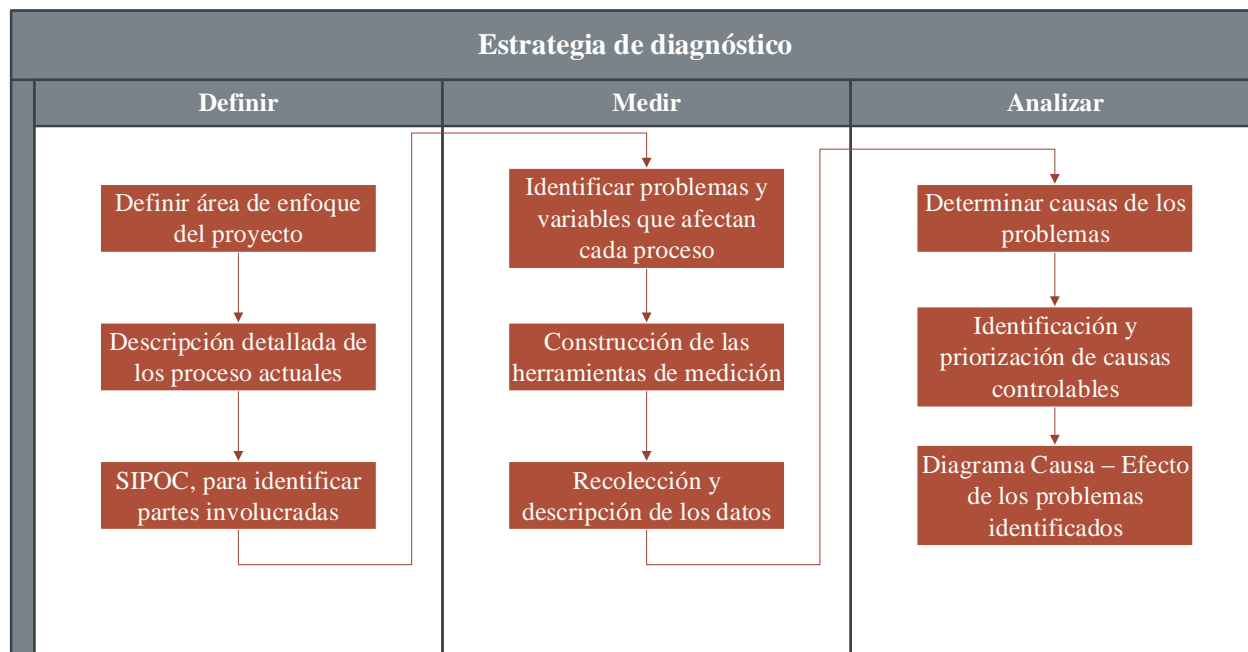 Estrategia de diagnóstico
Definir
Medir
Analizar
Definir área de enfoque
del proyecto
Descripción detallada de
los proceso actuales
SIPOC, para identificar
partes involucradas
Identificar problemas y
variables que afectan
cada proceso
Construcción de las
herramientas de medición
Recolección y
descripción de los datos
Determinar causas de los
problemas
Identificación y
priorización de causas
controlables
Diagrama Causa – Efecto
de los problemas
identificados